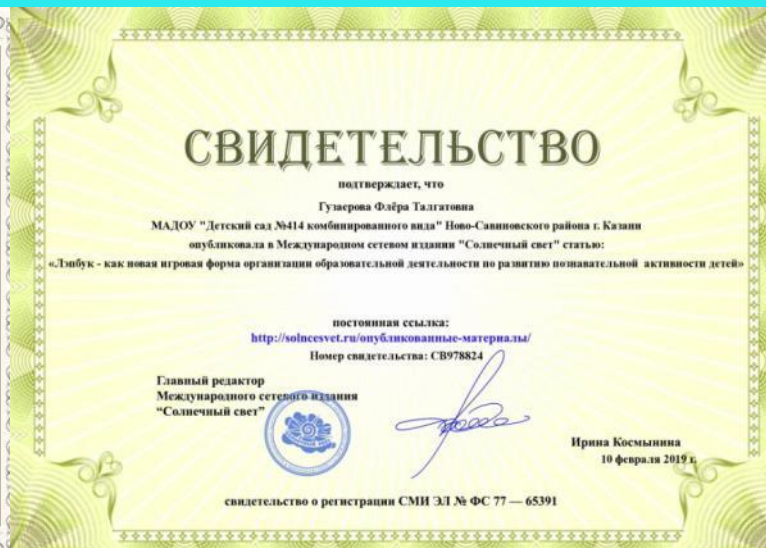 СВИДЕТЕЛЬСТВО
подтверждает, что
Гузаерова Флёра Талгатовна
МАДОУ "Детский сад №414 комбинированного вида" Ново-Савиновского района г. Казани
опубликовала в Международном сетевом издании "Солнечный свет" статью:
«Лэпбук - как новая игровая форма организации образовательной деятельности по развитию познавательной активности детей»
постоянная ссылка:
http://solncesvet.ru/опубликованные-материалы/
Номер свидетельства: СВ978824
Главный редактор
Международного сетевого издания
“Солнечный свет”
Ирина Космынина
10 февраля 2019 г.
свидетельство о регистрации СМИ ЭЛ № ФС 77 — 65391